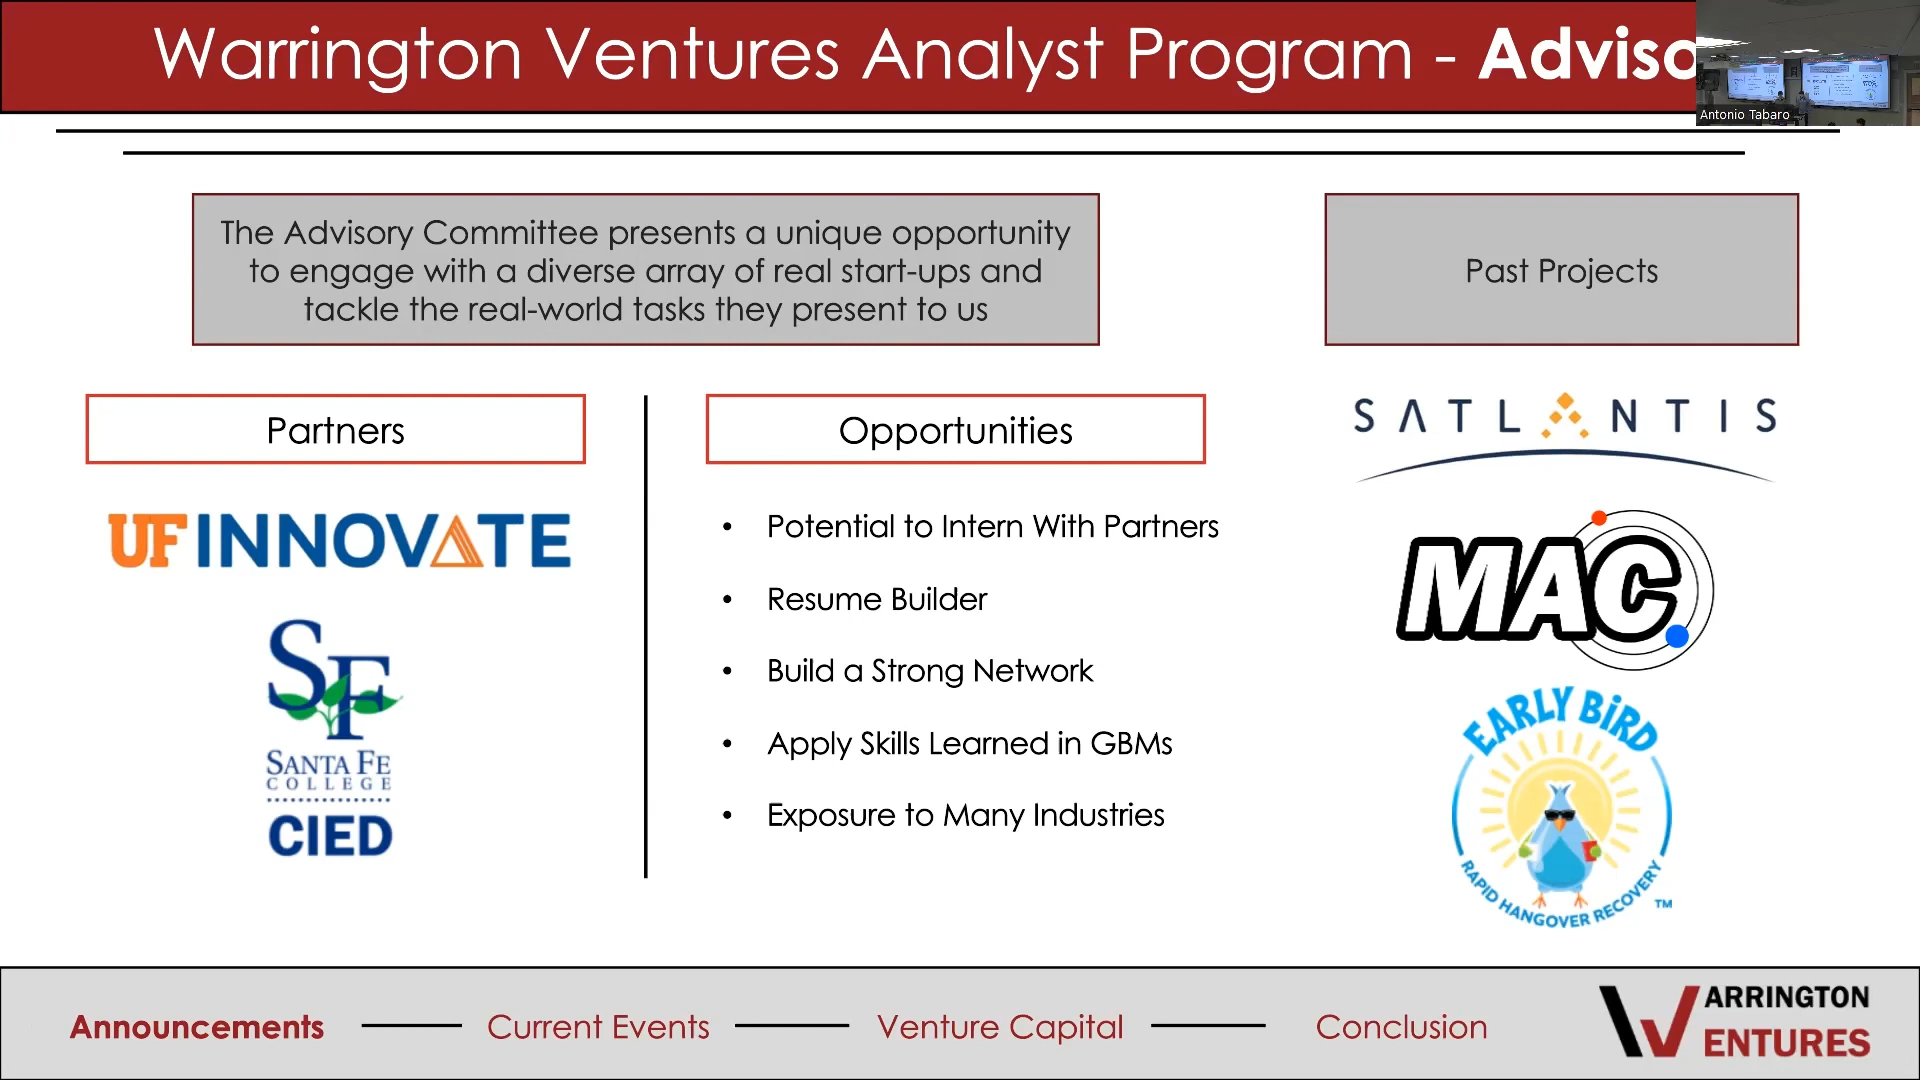 Warrington Ventures Analyst Program - Adviso
Antonio Tabaro
The Advisory Committee presents a unique opportunity
to engage with a diverse array of real start-ups and
tackle the real-world tasks they present to us
Past Projects
Partners
Opportunities
UF INNOVATE
SF
SANTA FE
COLLEGE
CIED
• Potential to Intern With Partners
• Resume Builder
• Build a Strong Network
• Apply Skills Learned in GBMs
• Exposure to Many Industries
SATLANTIS
MAC
EARLY BIRD
RAPID HANGOVER RECOVERY
TM
Announcements
Current Events
Venture Capital
Conclusion
WARRINGTON
VENTURES